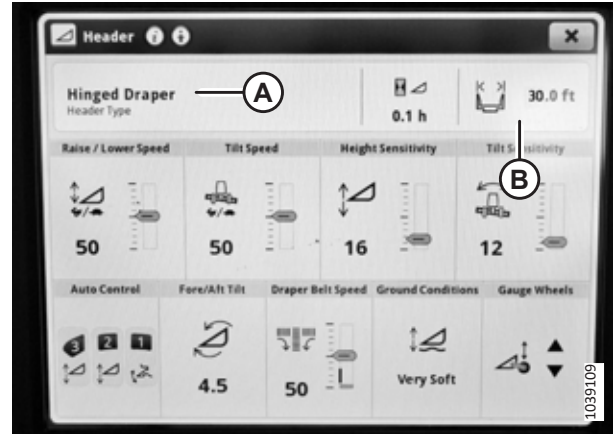 Header
Hinged Draper
Header Type
A
0.1 h
30.0 ft
B
Raise / Lower Speed
Tilt Speed
Height Sensitivity
Tilt Sensitivity
50
50
16
12
Auto Control
Fore/Aft Tilt
Draper Belt Speed
Ground Conditions
Gauge Wheels
3 2 1
4.5
50
Very Soft
1039109